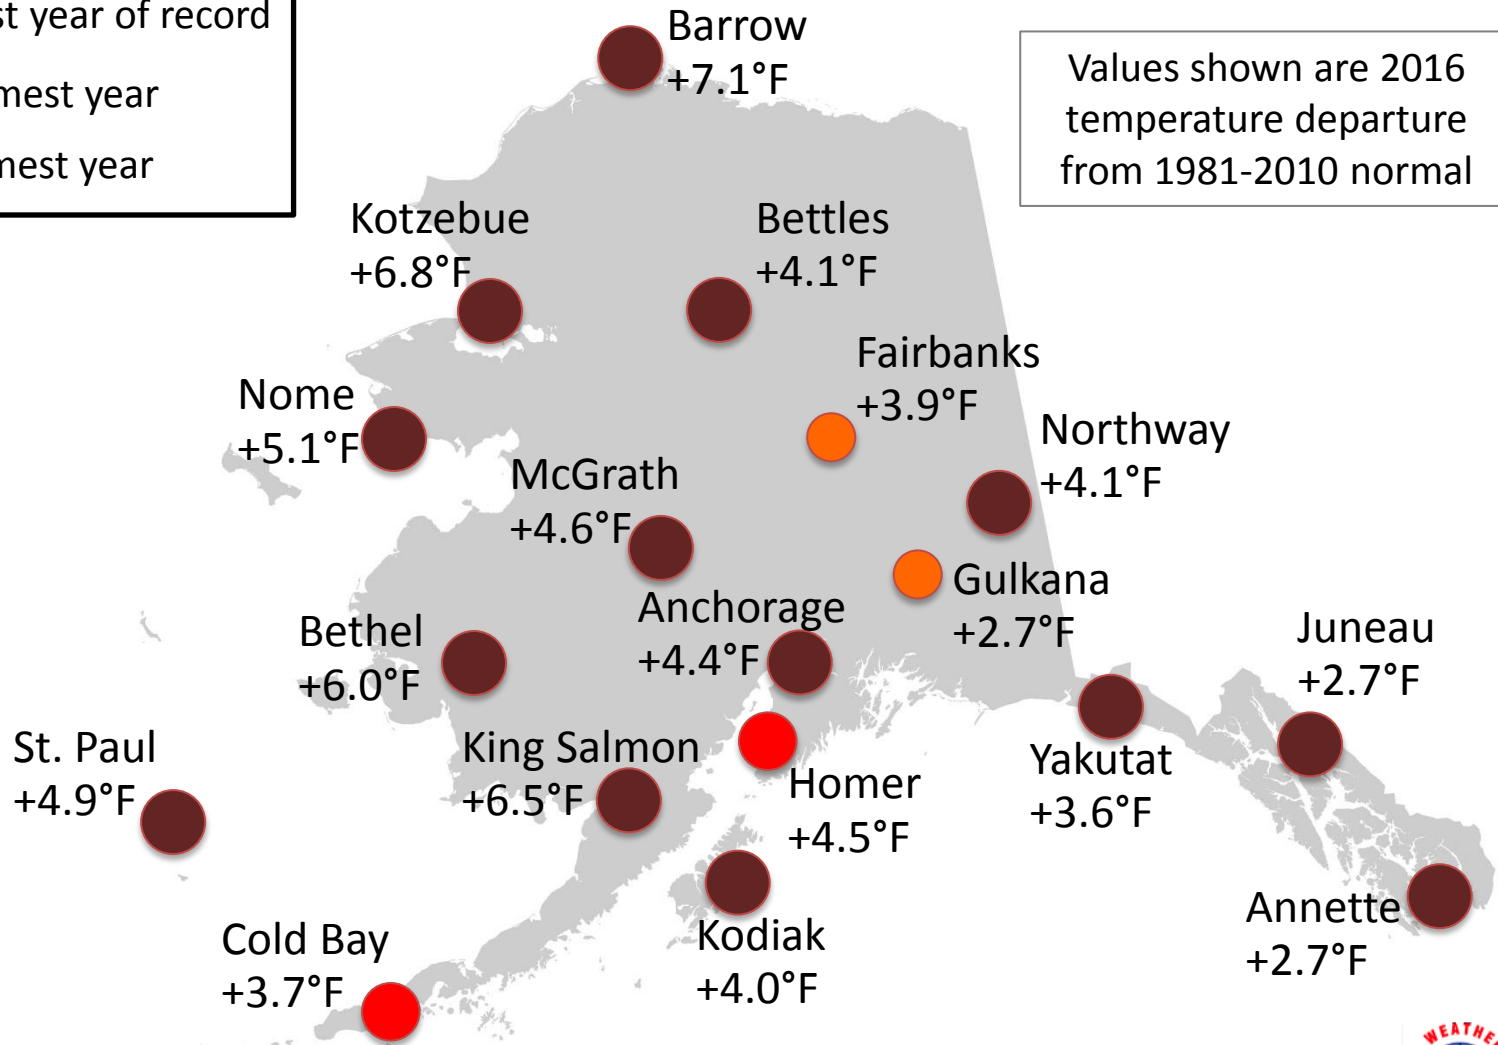 st year of record
mest year
mest year
Values shown are 2016
temperature departure
from 1981-2010 normal
Barrow
+7.1°F
Kotzebue
+6.8°F
Bettles
+4.1°F
Fairbanks
+3.9°F
Nome
+5.1°F
Northway
+4.1°F
McGrath
+4.6°F
Gulkana
+2.7°F
Anchorage
+4.4°F
Bethel
+6.0°F
Juneau
+2.7°F
St. Paul
+4.9°F
King Salmon
+6.5°F
Homer
+4.5°F
Yakutat
+3.6°F
Annette
+2.7°F
Kodiak
+4.0°F
Cold Bay
+3.7°F
WEATHE